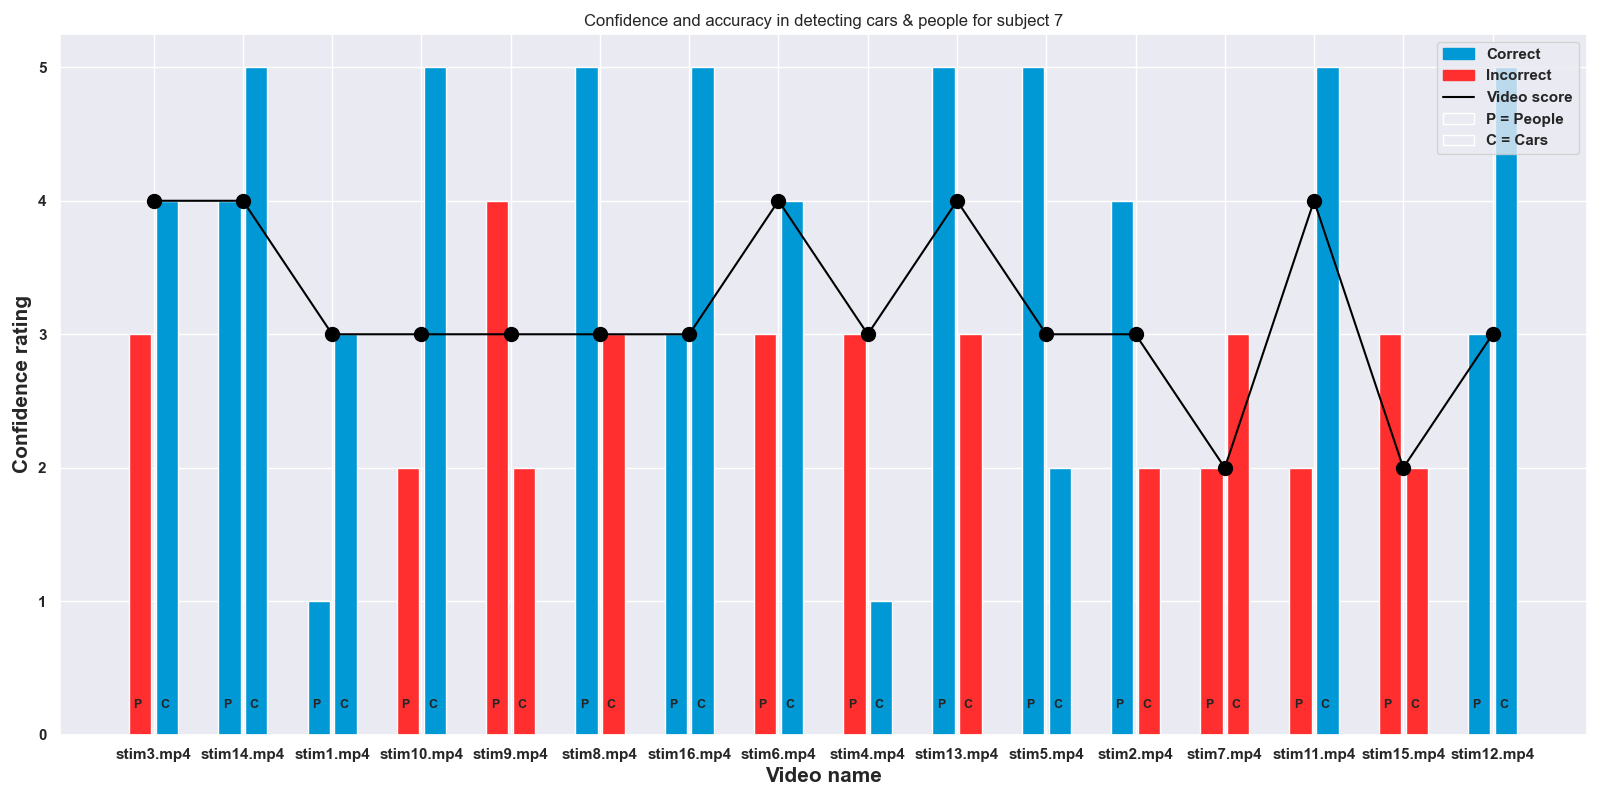 Confidence and accuracy in detecting cars & people for subject 7
Correct
Incorrect
Video score
P = People
C = Cars
Confidence rating
5
4
3
2
1
0
P C P C P C P C P C P C P C P C P C P C P C P C P C P C P C P C
stim3.mp4 stim14.mp4 stim1.mp4 stim10.mp4 stim9.mp4 stim8.mp4 stim16.mp4 stim6.mp4 stim4.mp4 stim13.mp4 stim5.mp4 stim2.mp4 stim7.mp4 stim11.mp4 stim15.mp4 stim12.mp4
Video name